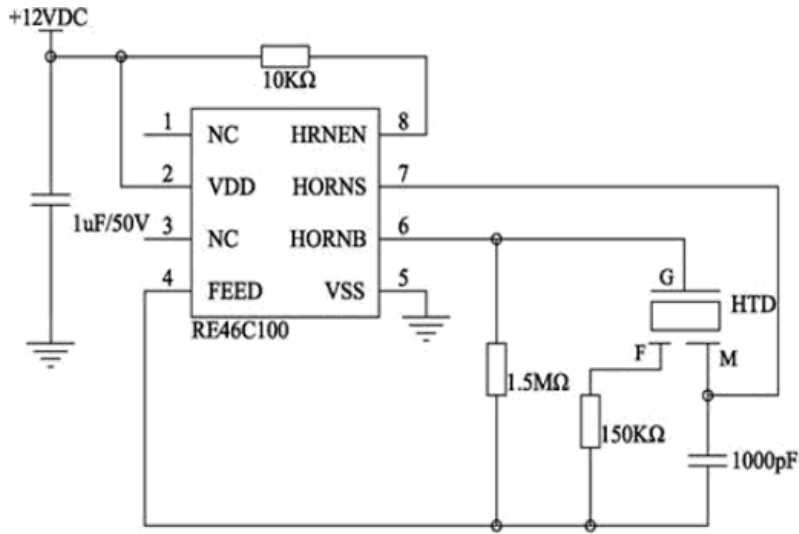 +12VDC
10KΩ
1 NC HRNEN 8
2 VDD HORNS 7
1uF/50V 3 NC HORNB 6
4 FEED VSS 5
RE46C100
G
HTD
F
M
1.5MΩ
150KΩ
1000pF